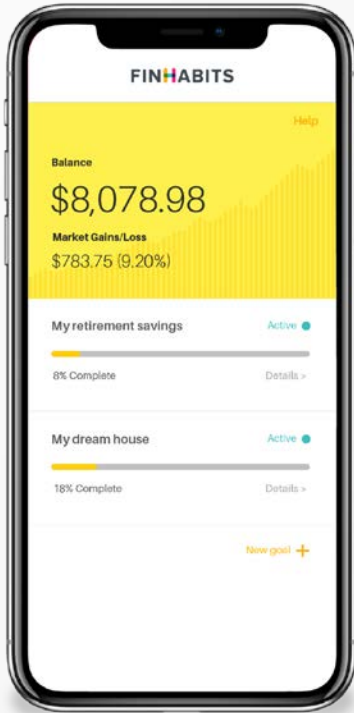 FINHABITS
Help
Balance
$8,078.98
Market Gains/Loss
$783.75 (9.20%)
My retirement savings
Active
8% Complete
Details >
My dream house
Active
18% Complete
Details >
New goal +